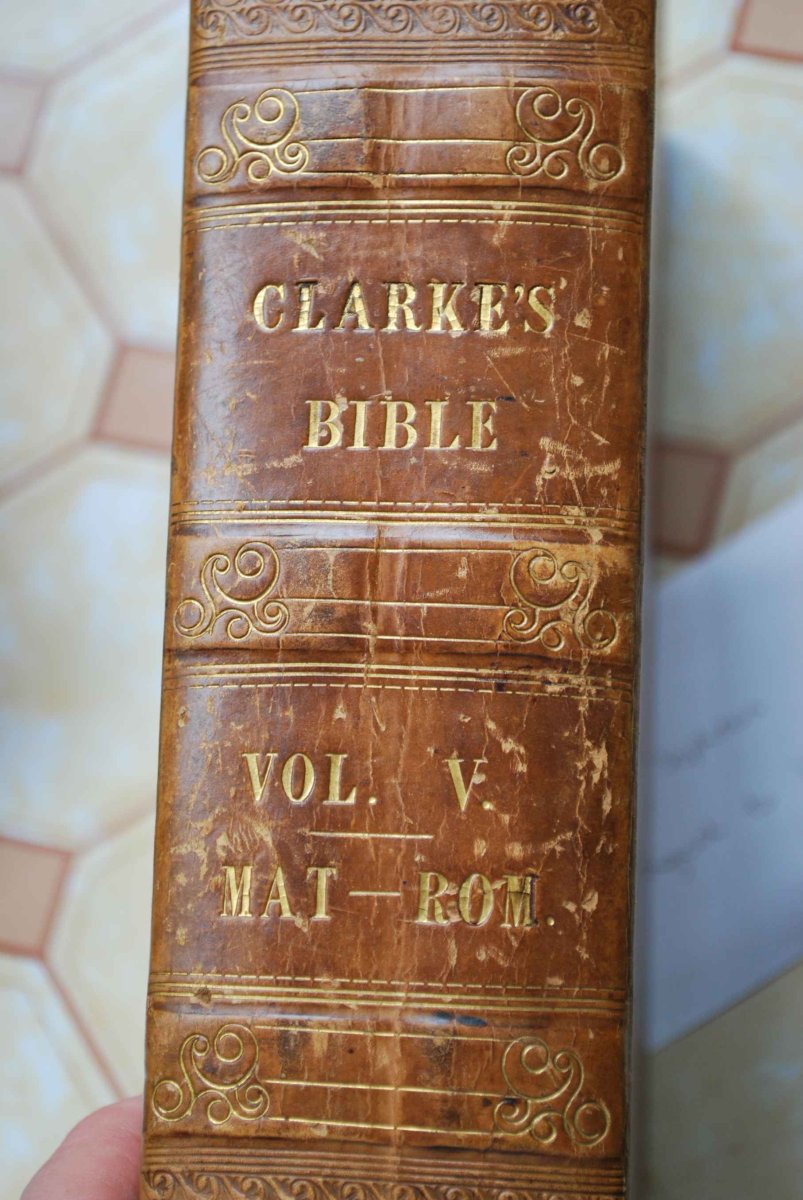 CLARKE'S
BIBLE
VOL. V.
MAT — ROM.